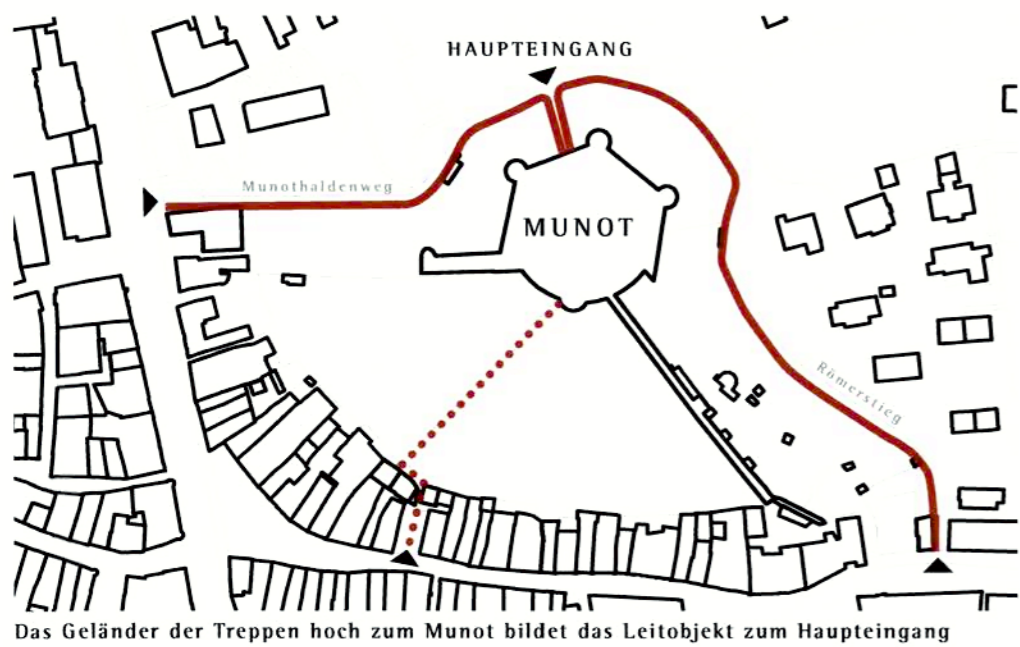 HAUPTEINGANG
Munothaldenweg
MUNOT
Römerstieg
Das Geländer der Treppen hoch zum Munot bildet das Leitobjekt zum Haupteingang